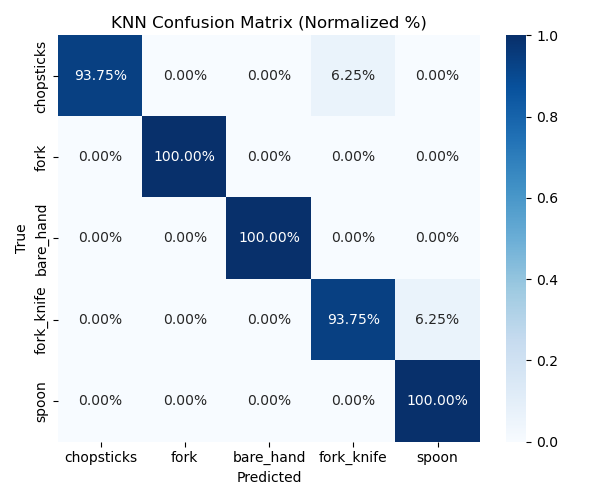 KNN Confusion Matrix (Normalized %)
chopsticks 93.75% 0.00% 0.00% 6.25% 0.00%
fork 0.00% 100.00% 0.00% 0.00% 0.00%
bare_hand 0.00% 0.00% 100.00% 0.00% 0.00%
fork_knife 0.00% 0.00% 0.00% 93.75% 6.25%
spoon 0.00% 0.00% 0.00% 0.00% 100.00%
True
chopsticks fork bare_hand fork_knife spoon
Predicted
1.0
0.8
0.6
0.4
0.2
0.0